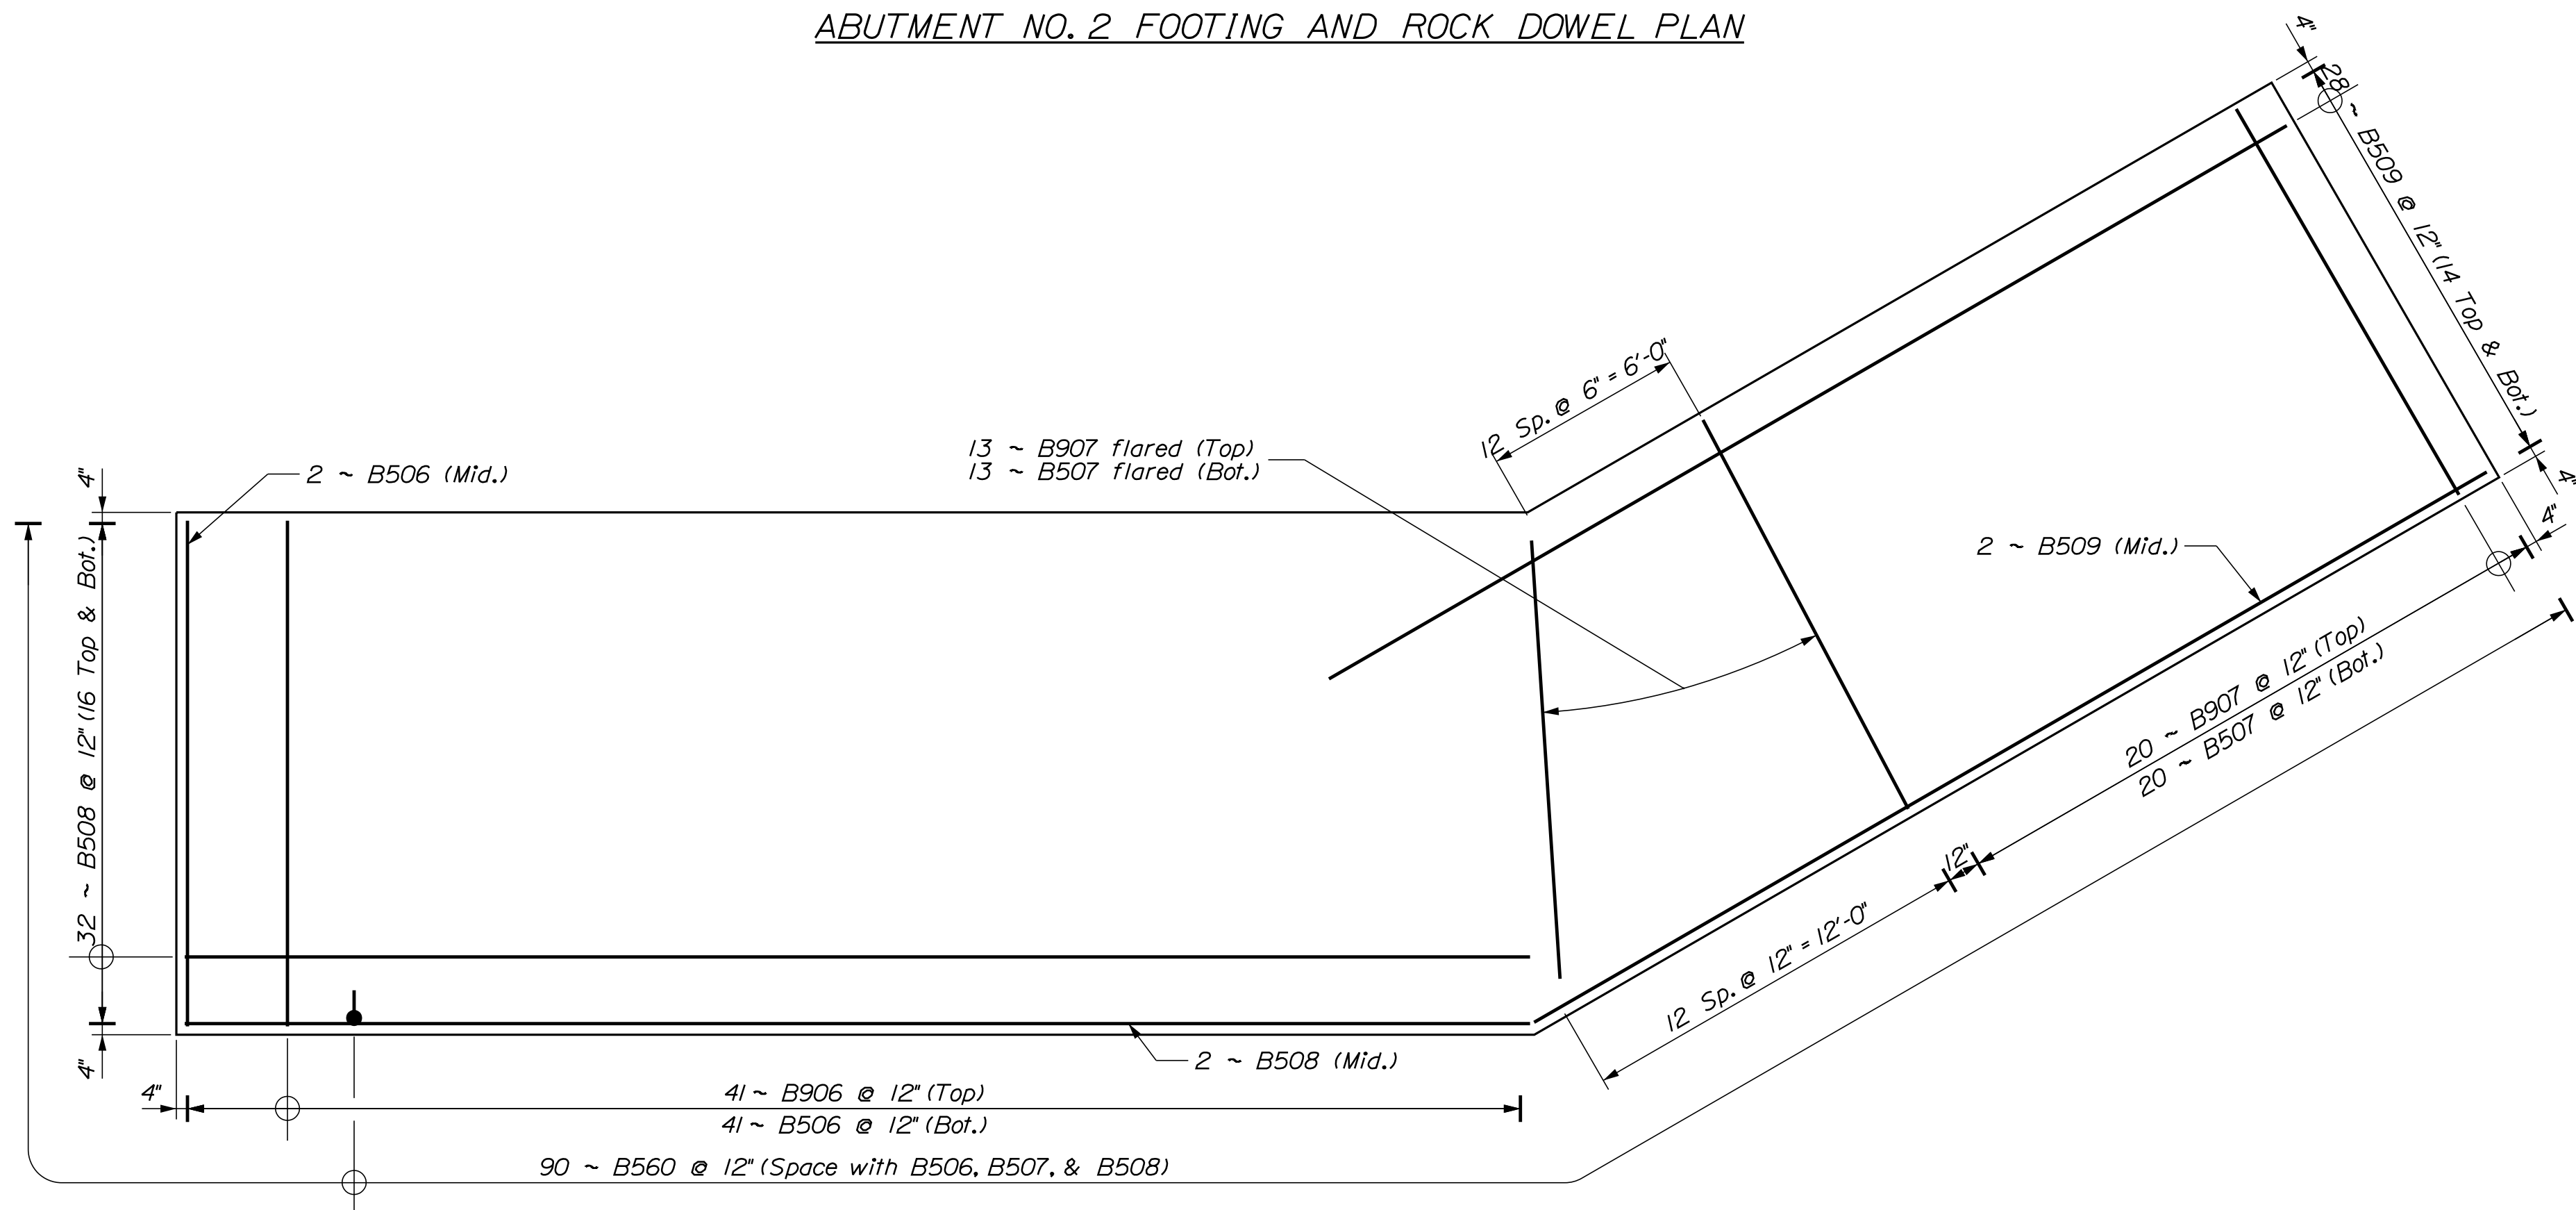 ABUTMENT NO. 2 FOOTING AND ROCK DOWEL PLAN
4"
28 ~ B509 @ 12" (14 Top & Bot.)
4"
4"
12 Sp. @ 6" = 6'-0"
13 ~ B907 flared (Top)
13 ~ B507 flared (Bot.)
4"
2 ~ B506 (Mid.)
32 ~ B508 @ 12" (16 Top & Bot.)
4"
2 ~ B509 (Mid.)
20 ~ B907 @ 12" (Top)
20 ~ B507 @ 12" (Bot.)
12"
12 Sp. @ 12" = 12'-0"
2 ~ B508 (Mid.)
4"
41 ~ B906 @ 12" (Top)
41 ~ B506 @ 12" (Bot.)
90 ~ B560 @ 12" (Space with B506, B507, & B508)